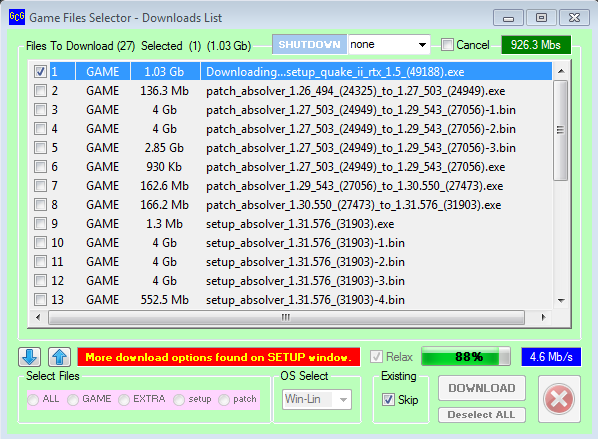 GCG Game Files Selector - Downloads List
Files To Download (27) Selected (1) (1.03 Gb) SHUTDOWN none Cancel 926.3 Mbs
1 GAME 1.03 Gb Downloading...setup_quake_ii_rtx_1.5_(49188).exe
2 GAME 136.3 Mb patch_absolver_1.26_494_(24325)_to_1.27_503_(24949).exe
3 GAME 4 Gb patch_absolver_1.27_503_(24949)_to_1.29_543_(27056)-1.bin
4 GAME 4 Gb patch_absolver_1.27_503_(24949)_to_1.29_543_(27056)-2.bin
5 GAME 2.85 Gb patch_absolver_1.27_503_(24949)_to_1.29_543_(27056)-3.bin
6 GAME 930 Kb patch_absolver_1.27_503_(24949)_to_1.29_543_(27056).exe
7 GAME 162.6 Mb patch_absolver_1.29_543_(27056)_to_1.30.550_(27473).exe
8 GAME 166.2 Mb patch_absolver_1.30.550_(27473)_to_1.31.576_(31903).exe
9 GAME 1.3 Mb setup_absolver_1.31.576_(31903).exe
10 GAME 4 Gb setup_absolver_1.31.576_(31903)-1.bin
11 GAME 4 Gb setup_absolver_1.31.576_(31903)-2.bin
12 GAME 4 Gb setup_absolver_1.31.576_(31903)-3.bin
13 GAME 552.5 Mb setup_absolver_1.31.576_(31903)-4.bin
More download options found on SETUP window. Relax 88% 4.6 Mb/s
Select Files OS Select Existing
ALL GAME EXTRA setup patch Win-Lin Skip DOWNLOAD
Deselect ALL